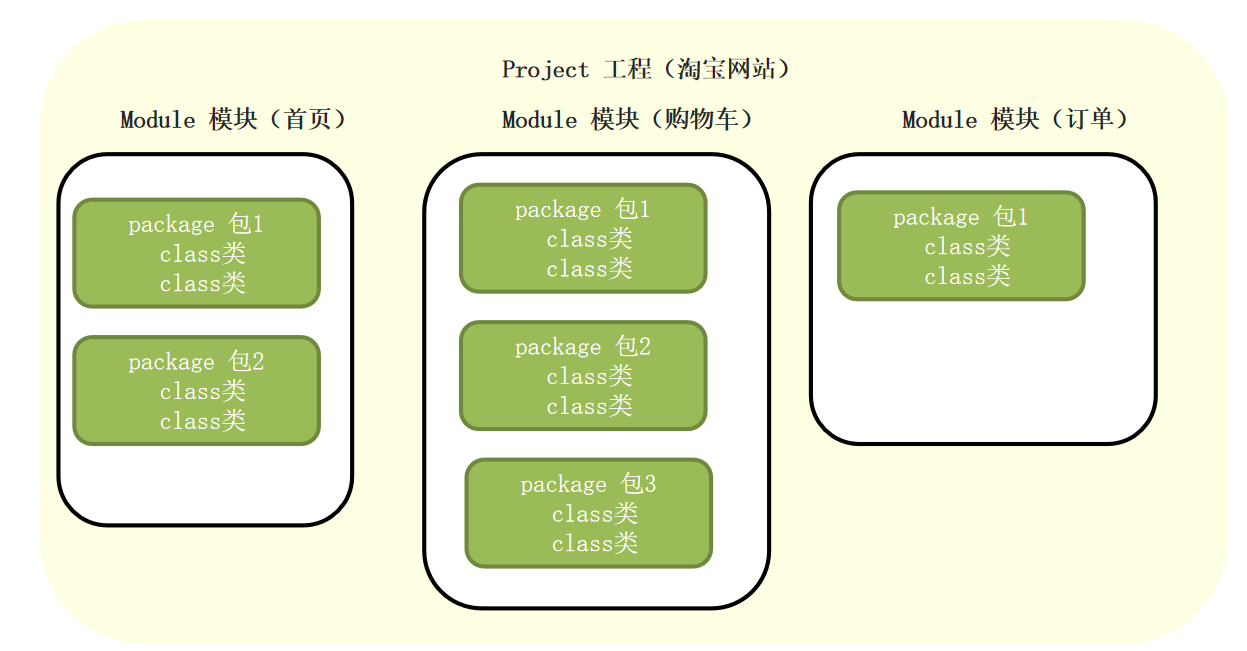 Project 工程（淘宝网站）
Module 模块（首页）
package 包1
class类
class类
package 包2
class类
class类
Module 模块（购物车）
package 包1
class类
class类
package 包2
class类
class类
package 包3
class类
class类
Module 模块（订单）
package 包1
class类
class类